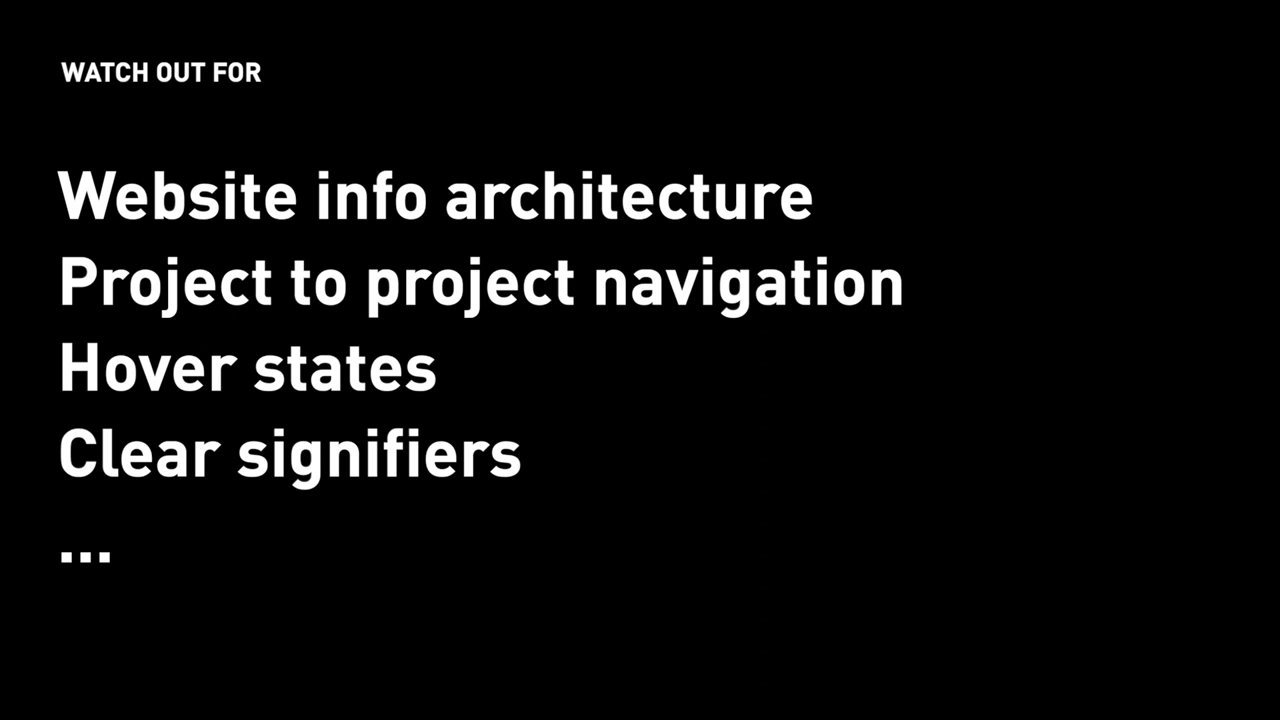 WATCH OUT FOR
Website info architecture
Project to project navigation
Hover states
Clear signifiers
...